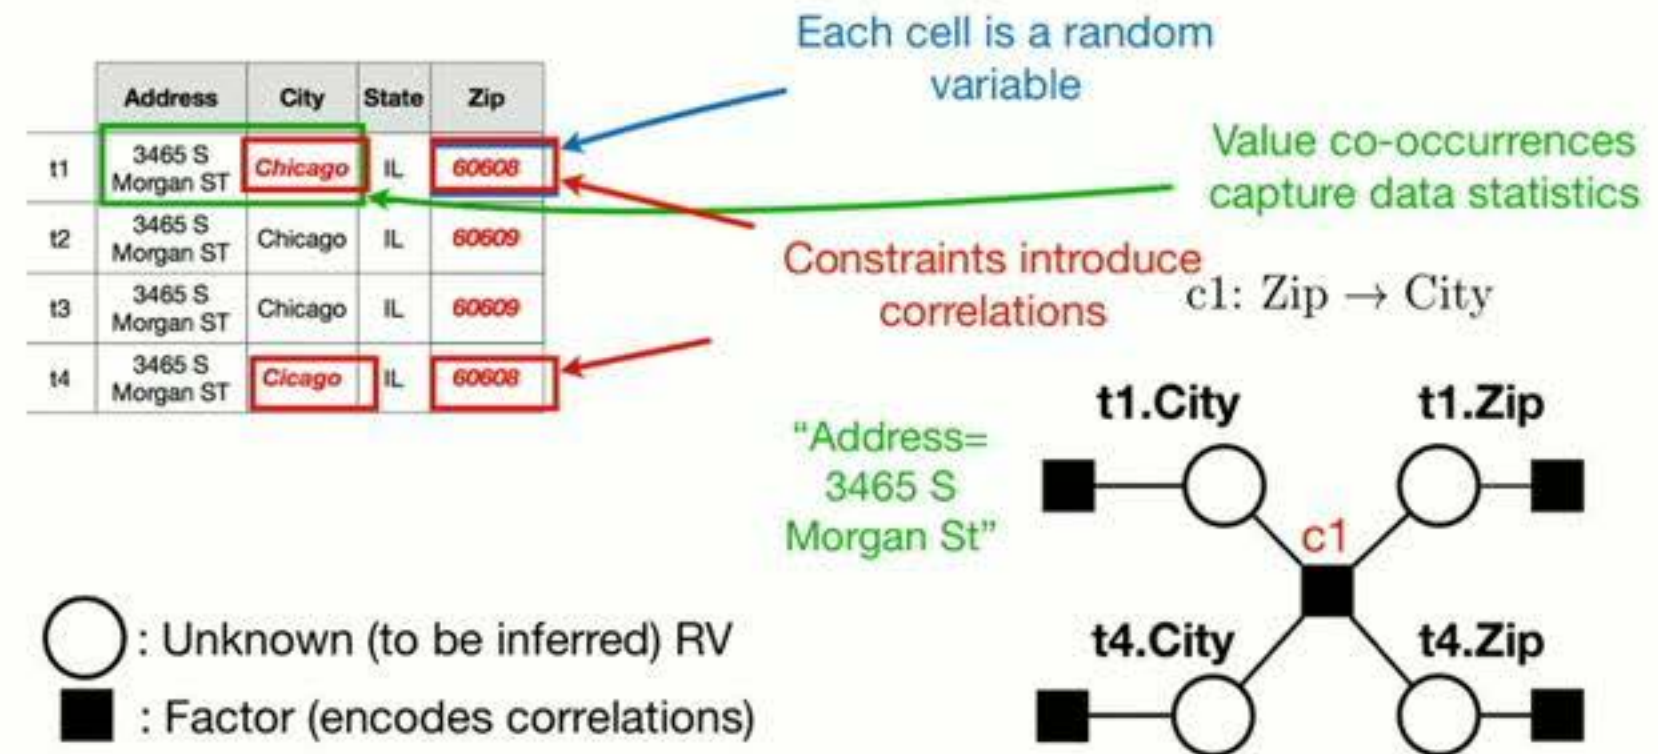 Each cell is a random
variable
Address City State Zip
t1 3465 S Morgan ST Chicago IL 60608
t2 3465 S Morgan ST Chicago IL 60609
t3 3465 S Morgan ST Chicago IL 60609
t4 3465 S Morgan ST Cicago IL 60608
Value co-occurrences
capture data statistics
Constraints introduce
correlations
c1: Zip → City
"Address=
3465 S
Morgan St"
t1.City t1.Zip
c1
t4.City t4.Zip
: Unknown (to be inferred) RV
: Factor (encodes correlations)